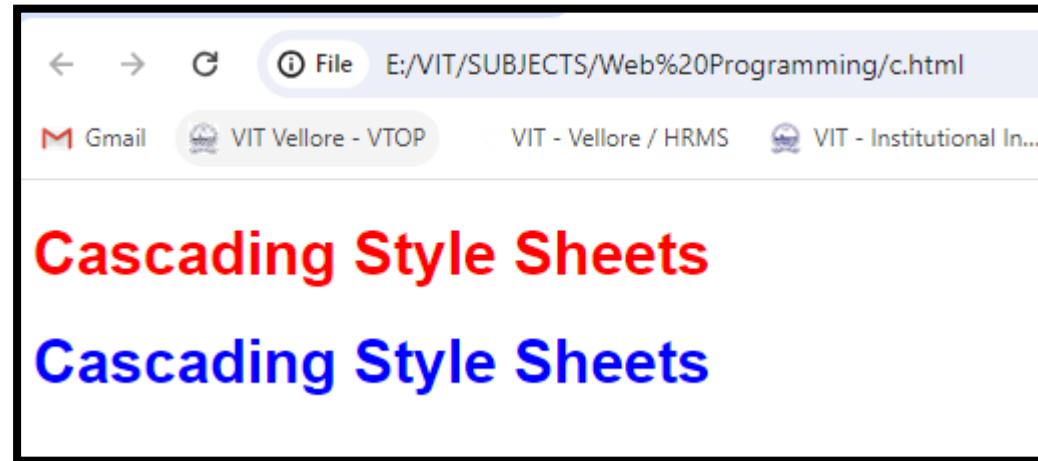 File E:/VIT/SUBJECTS/Web%20Programming/c.html
Gmail VIT Vellore - VTOP VIT - Vellore / HRMS VIT - Institutional In...
Cascading Style Sheets
Cascading Style Sheets